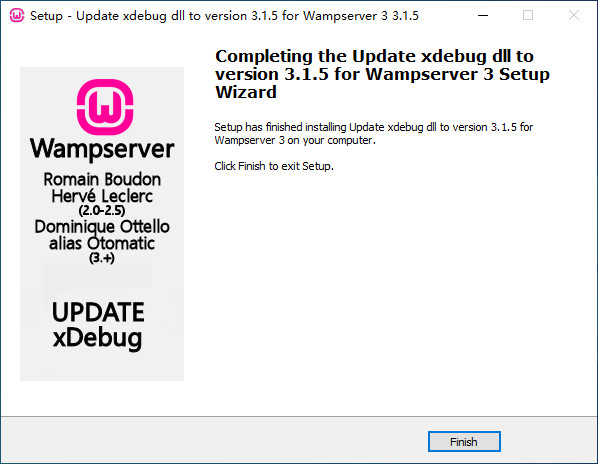 Setup - Update xdebug dll to version 3.1.5 for Wampserver 3 3.1.5
Completing the Update xdebug dll to
version 3.1.5 for Wampserver 3 Setup
Wizard
Setup has finished installing Update xdebug dll to version 3.1.5 for
Wampserver 3 on your computer.
Click Finish to exit Setup.
Wampserver
Romain Boudon
Hervé Leclerc
(2.0-2.5)
Dominique Ottello
alias Otomatic
(3.+)
UPDATE
xDebug
Finish